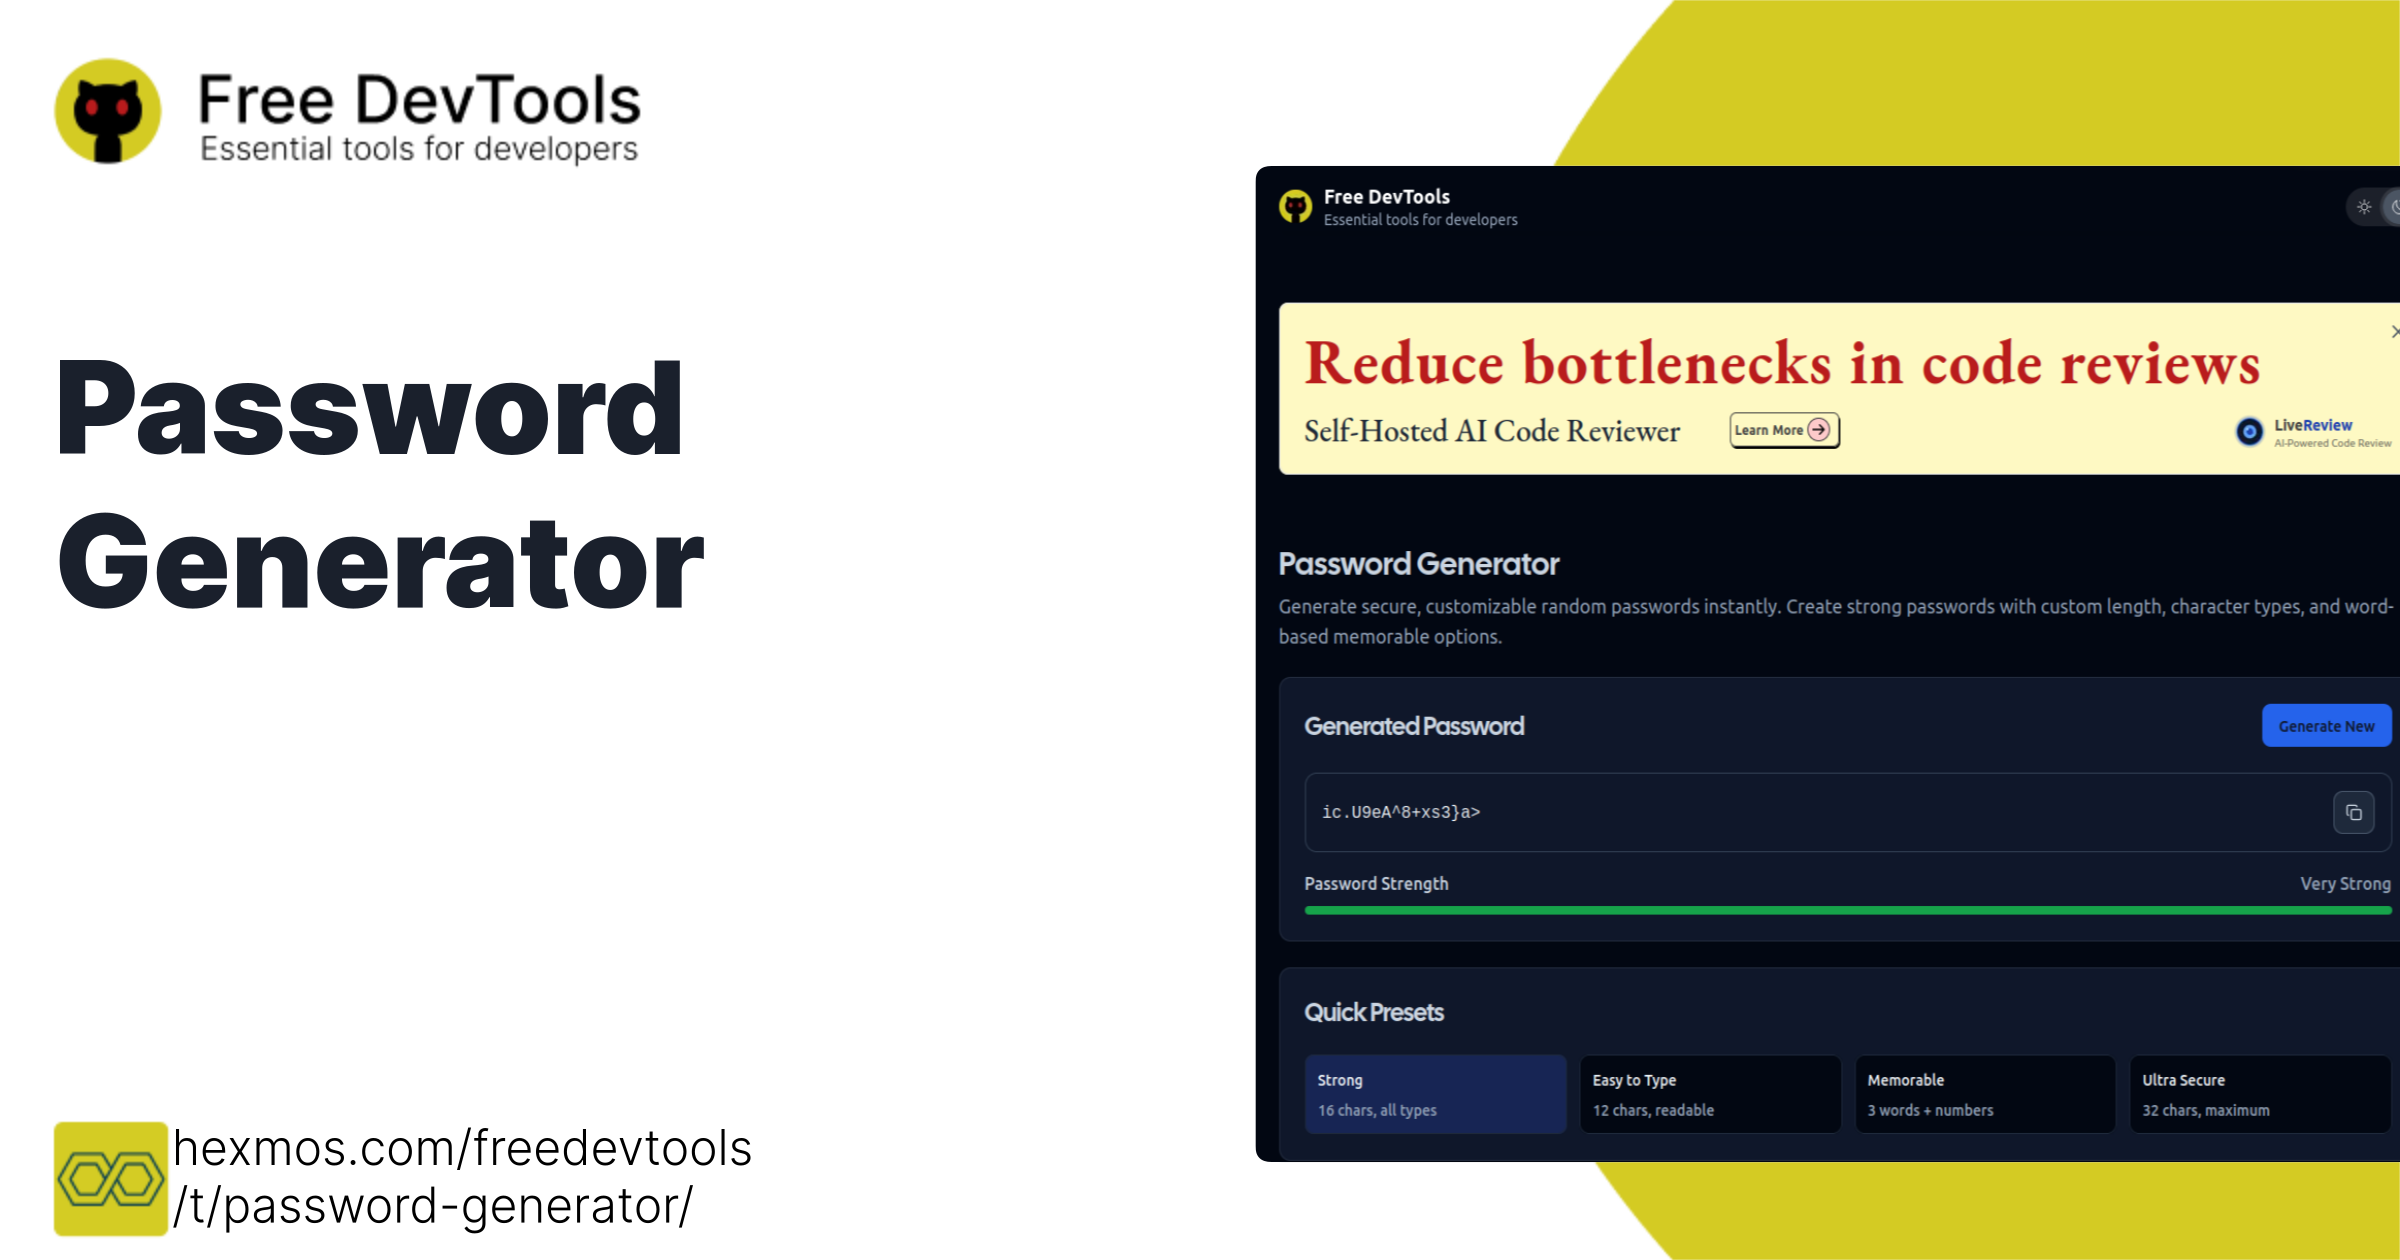 Free DevTools
Essential tools for developers
Password
Generator
hexmos.com/freedevtools
/t/password-generator/
Free DevTools
Essential tools for developers
Reduce bottlenecks in code reviews
Self-Hosted AI Code Reviewer
Learn More
LiveReview
AI-Powered Code Review
Password Generator
Generate secure, customizable random passwords instantly. Create strong passwords with custom length, character types, and word-
based memorable options.
Generated Password
Generate New
ic.U9eA^8+xs3}a>
Password Strength
Very Strong
Quick Presets
Strong
16 chars, all types
Easy to Type
12 chars, readable
Memorable
3 words + numbers
Ultra Secure
32 chars, maximum